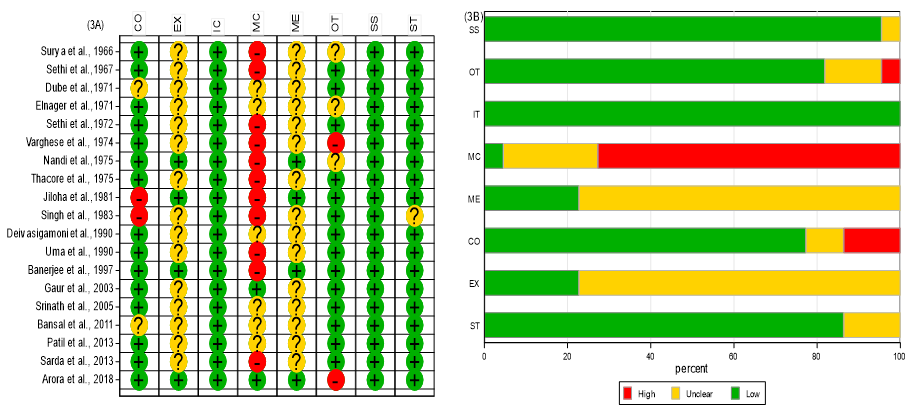 (3A) CO EX IC MC ME OT SS ST
Surya et al., 1966 + ? + - ? ? + +
Sethi et al., 1967 + ? + - ? + + +
Dube et al., 1971 ? ? + ? ? + + +
Elnager et al., 1971 + ? + ? ? ? + +
Sethi et al., 1972 + ? + - ? + + +
Varghese et al., 1974 + ? + - ? - + +
Nandi et al., 1975 + + + - + ? + +
Thacore et al., 1975 + ? + - ? + + +
Jiloha et al., 1981 - + + - + + + +
Singh et al., 1983 - ? + - ? + + ?
Deivasigamoni et al., 1990 + ? + ? ? + + +
Uma et al., 1990 + ? + - ? + + +
Banerjee et al., 1997 + + + - + + + +
Gaur et al., 2003 + ? + + ? + + +
Srinath et al., 2005 + ? + ? ? + + +
Bansal et al., 2011 ? ? + ? ? + + +
Patil et al., 2013 + ? + ? ? + + +
Sarda et al., 2013 + ? + - ? + + +
Arora et al., 2018 + + + + + - + +
(3B)
SS
OT
IT
MC
ME
CO
EX
ST
0 20 40 60 80 100
percent
High Unclear Low